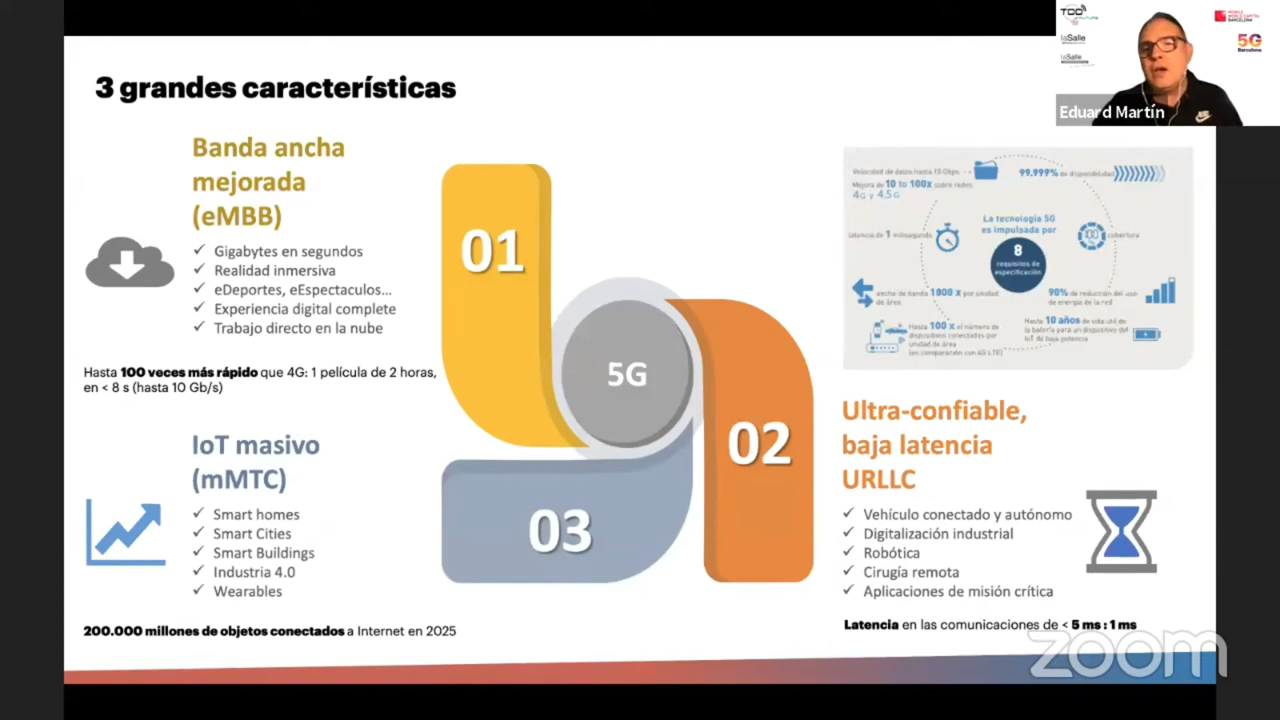 3 grandes características
Banda ancha
mejorada
(eMBB)
✓ Gigabytes en segundos
✓ Realidad inmersiva
✓ eDeportes, eEspectaculos...
✓ Experiencia digital complete
✓ Trabajo directo en la nube
Hasta 100 veces más rápido que 4G: 1 película de 2 horas,
en < 8 s (hasta 10 Gb/s)
IoT masivo
(mMTC)
✓ Smart homes
✓ Smart Cities
✓ Smart Buildings
✓ Industria 4.0
✓ Wearables
200.000 millones de objetos conectados a Internet en 2025
01
5G
02
03
laSalle
laSalle
MOBILE
WORLD CAPITAL
BARCELONA
5G
Barcelona
Eduard Martín
Velocidad de datos hasta 10 Gbps
Mejora de 10 to 100x sobre redes
4G y 4.5 G
99.999% de disponibilidad
La tecnología 5G
es impulsada por
8
requisitos de
especificación
latencia de 1 milisegundo
100
cobertura
ancho de banda 1000 x por unidad
de área
90% de reducción del uso
de energía de la red
Hasta 100 x el número de
dispositivos conectados por
unidad de área
(en comparación con 4G LTE)
Hasta 10 años de vida útil de
la batería para un dispositivo del
IoT de baja potencia
Ultra-confiable,
baja latencia
URLLC
✓ Vehículo conectado y autónomo
✓ Digitalización industrial
✓ Robótica
✓ Cirugía remota
✓ Aplicaciones de misión crítica
Latencia en las comunicaciones de < 5 ms : 1 ms
zoom